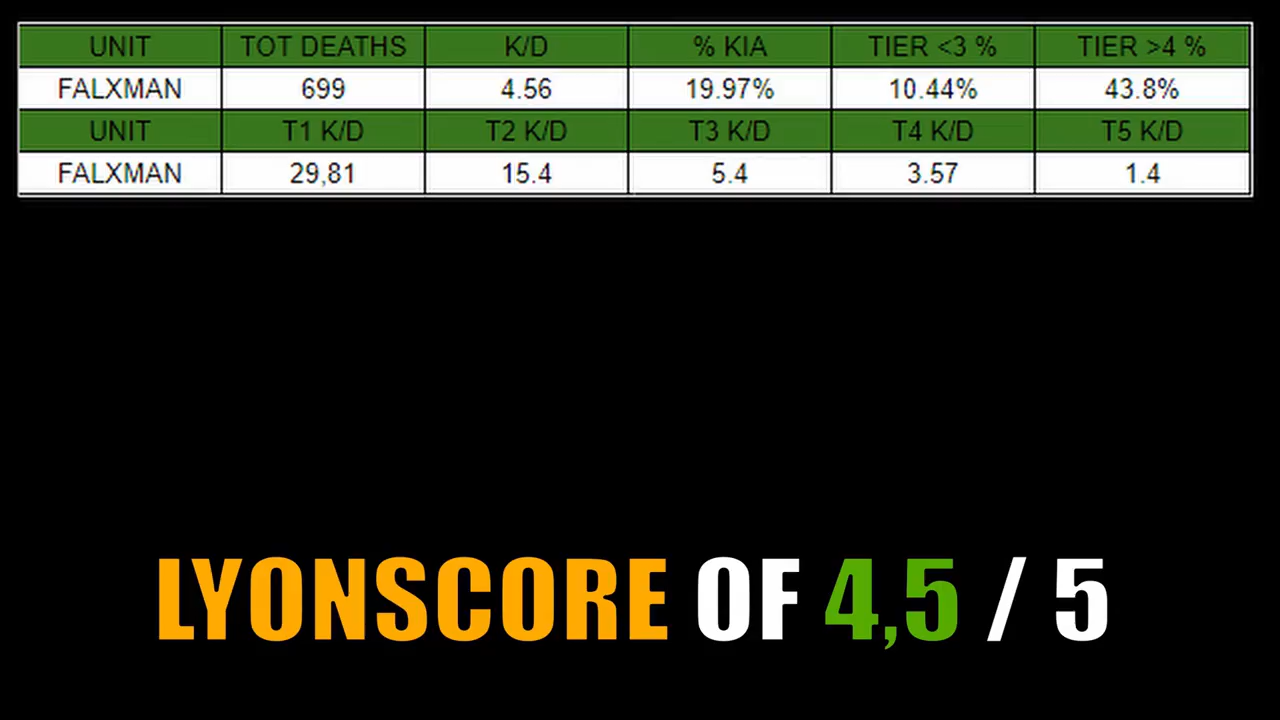 UNIT TOT DEATHS K/D % KIA TIER <3 % TIER >4 %
FALXMAN 699 4.56 19.97% 10.44% 43.8%
UNIT T1 K/D T2 K/D T3 K/D T4 K/D T5 K/D
FALXMAN 29,81 15.4 5.4 3.57 1.4
LYONSCORE OF 4,5 / 5